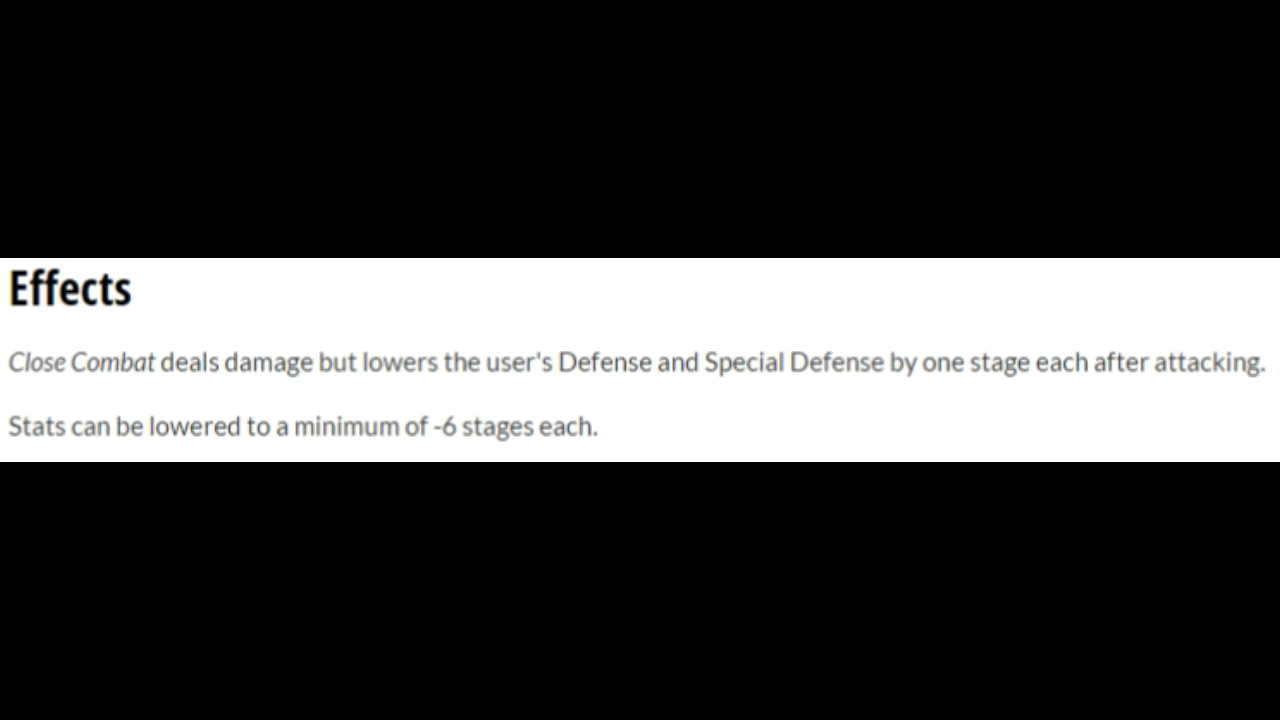 Effects
Close Combat deals damage but lowers the user's Defense and Special Defense by one stage each after attacking.
Stats can be lowered to a minimum of -6 stages each.